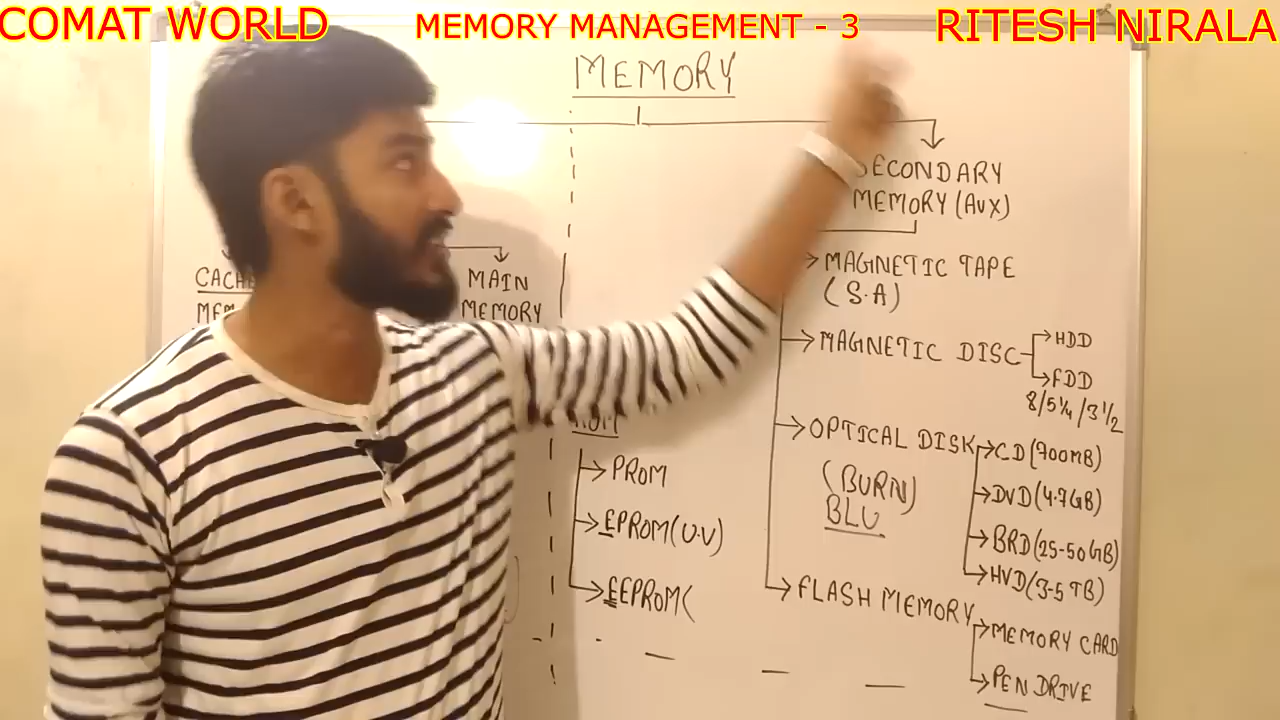 COMAT WORLD
MEMORY MANAGEMENT - 3
RITESH NIRALA
MEMORY
SECONDARY
MEMORY (AUX)
MAIN
MEMORY
MAGNETIC TAPE
(S.A)
MAGNETIC DISC
HDD
FDD
8/5¼/3½
OPTICAL DISK
(BURN)
BLU
CD (700MB)
DVD (4.7GB)
BRD (25-50GB)
HVD (3-5 TB)
FLASH MEMORY
MEMORY CARD
PEN DRIVE
ROM
PROM
EPROM (U.V)
EEPROM (